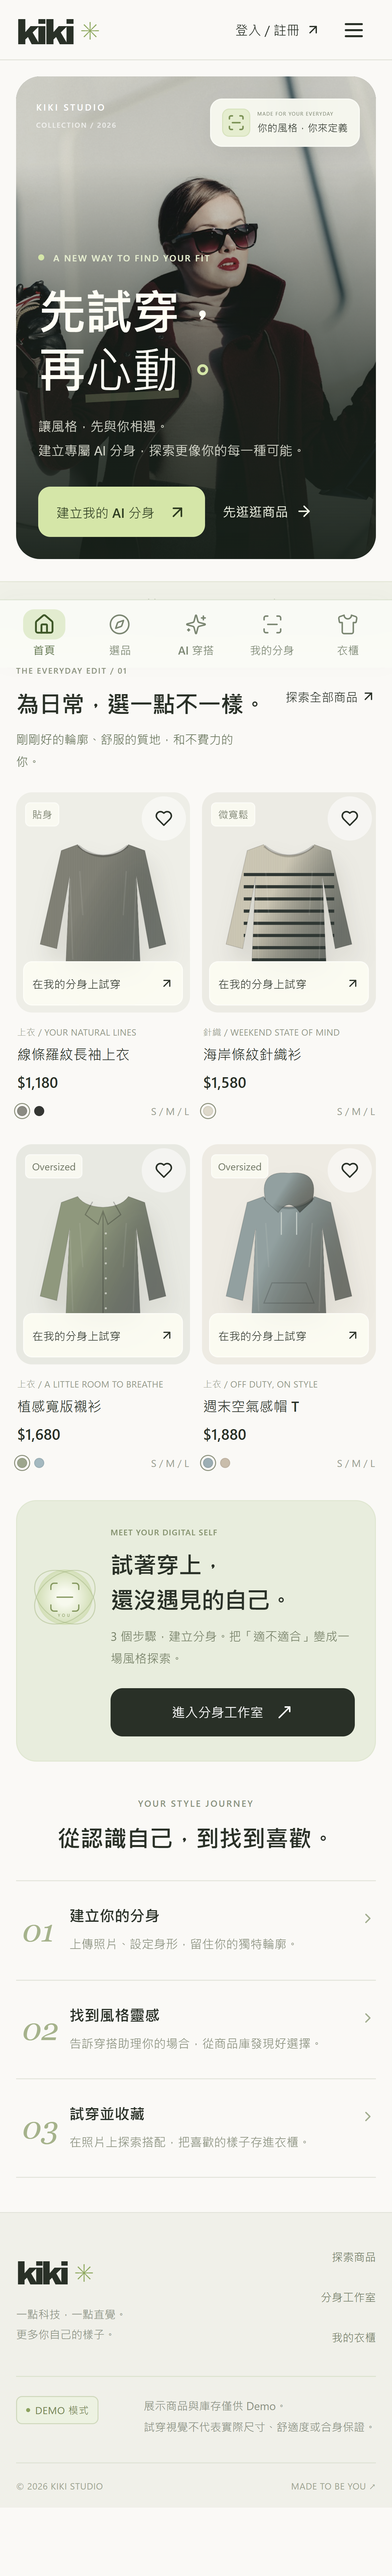 kiki
登入 / 註冊
KIKI STUDIO
COLLECTION / 2026
MADE FOR YOUR EVERYDAY
你的風格，你來定義
A NEW WAY TO FIND YOUR FIT
先試穿，
再心動
讓風格，先與你相遇。
建立專屬 AI 分身，探索更像你的每一種可能。
建立我的 AI 分身
先逛逛商品
首頁
選品
AI 穿搭
我的分身
衣櫃
THE EVERYDAY EDIT / 01
為日常，選一點不一樣。
探索全部商品
剛剛好的輪廓、舒服的質地，和不費力的
你。
貼身
在我的分身上試穿
上衣 / YOUR NATURAL LINES
線條羅紋長袖上衣
$1,180
S / M / L
微寬鬆
在我的分身上試穿
針織 / WEEKEND STATE OF MIND
海岸條紋針織衫
$1,580
S / M / L
Oversized
在我的分身上試穿
上衣 / A LITTLE ROOM TO BREATHE
植感寬版襯衫
$1,680
S / M / L
Oversized
在我的分身上試穿
上衣 / OFF DUTY, ON STYLE
週末空氣感帽 T
$1,880
S / M / L
YOU
MEET YOUR DIGITAL SELF
試著穿上，
還沒遇見的自己。
3 個步驟，建立分身。把「適不適合」變成一
場風格探索。
進入分身工作室
YOUR STYLE JOURNEY
從認識自己，到找到喜歡。
01
建立你的分身
上傳照片、設定身形，留住你的獨特輪廓。
02
找到風格靈感
告訴穿搭助理你的場合，從商品庫發現好選擇。
03
試穿並收藏
在照片上探索搭配，把喜歡的樣子存進衣櫃。
kiki
一點科技，一點直覺。
更多你自己的樣子。
探索商品
分身工作室
我的衣櫃
DEMO 模式
展示商品與庫存僅供 Demo。
試穿視覺不代表實際尺寸、舒適度或合身保證。
© 2026 KIKI STUDIO
MADE TO BE YOU ↗